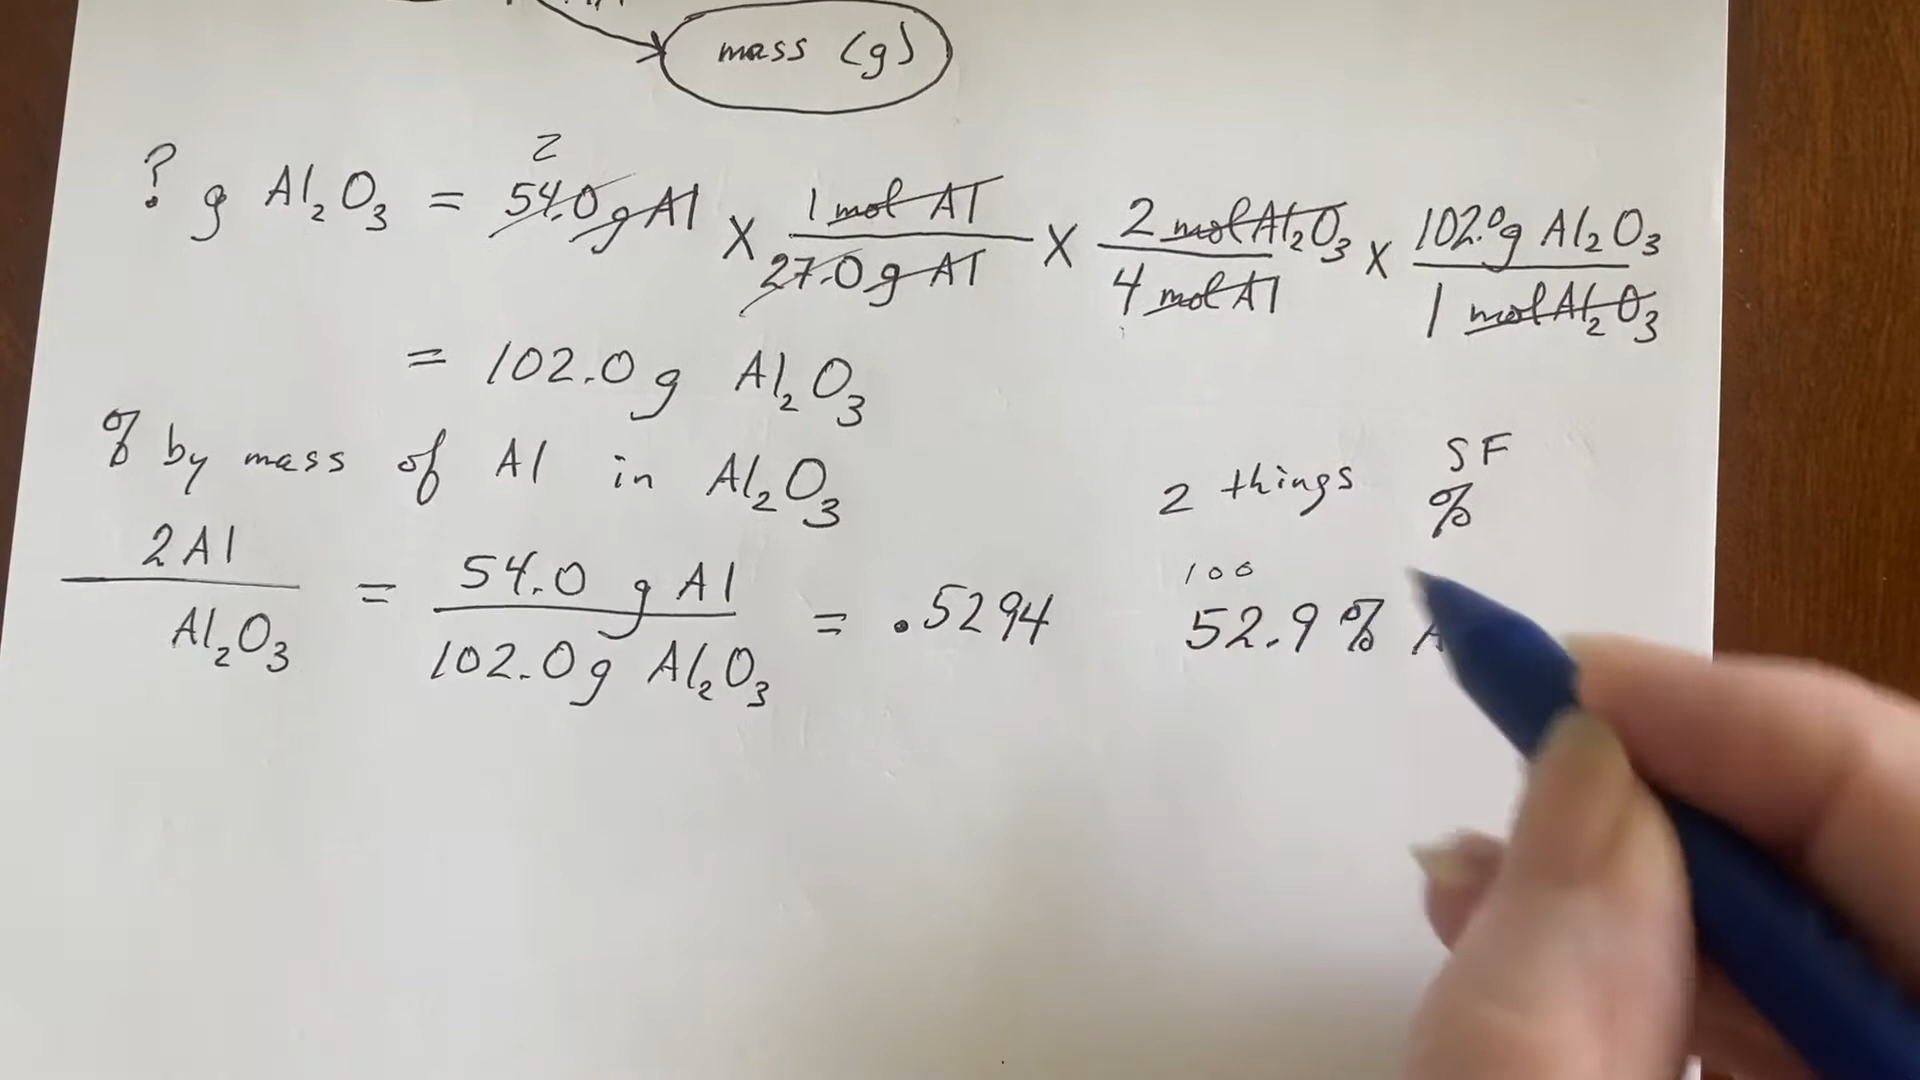 mass (g)
2
? g Al₂O₃ = 54.0 g Al × 1 mol Al / 27.0 g Al × 2 mol Al₂O₃ / 4 mol Al × 102.0 g Al₂O₃ / 1 mol Al₂O₃
= 102.0 g Al₂O₃
% by mass of Al in Al₂O₃
2 Al / Al₂O₃ = 54.0 g Al / 102.0 g Al₂O₃ = .5294
2 things SF
%
100
52.9 %